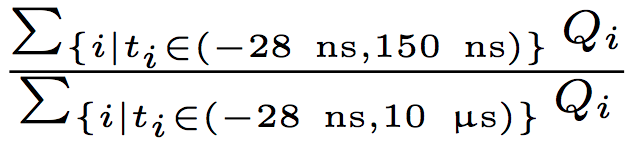 ∑{i|tᵢ∈(−28 ns,150 ns)} Qᵢ
∑{i|tᵢ∈(−28 ns,10 µs)} Qᵢ